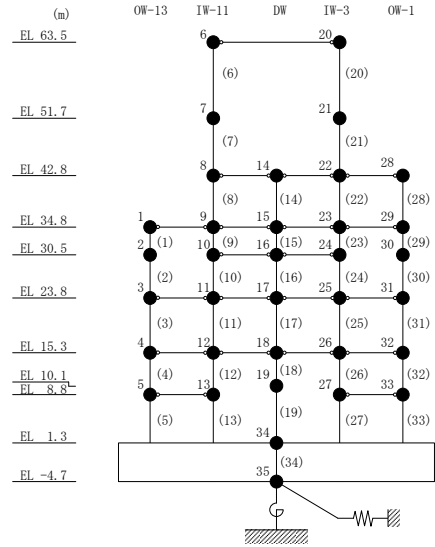 (m) OW-13 IW-11 DW IW-3 OW-1
EL 63.5 6 20
(6) (20)
EL 51.7 7 21
(7) (21)
EL 42.8 8 14 22 28
(8) (14) (22) (28)
EL 34.8 1 9 15 23 29
(1) (9) (15) (23) (29)
EL 30.5 2 10 16 24 30
(2) (10) (16) (24) (30)
EL 23.8 3 11 17 25 31
(3) (11) (17) (25) (31)
EL 15.3 4 12 18 26 32
(4) (12) (18) (26) (32)
EL 10.1 19
EL 8.8 5 13 27 33
(5) (13) (19) (27) (33)
EL 1.3 34
(34)
EL -4.7 35